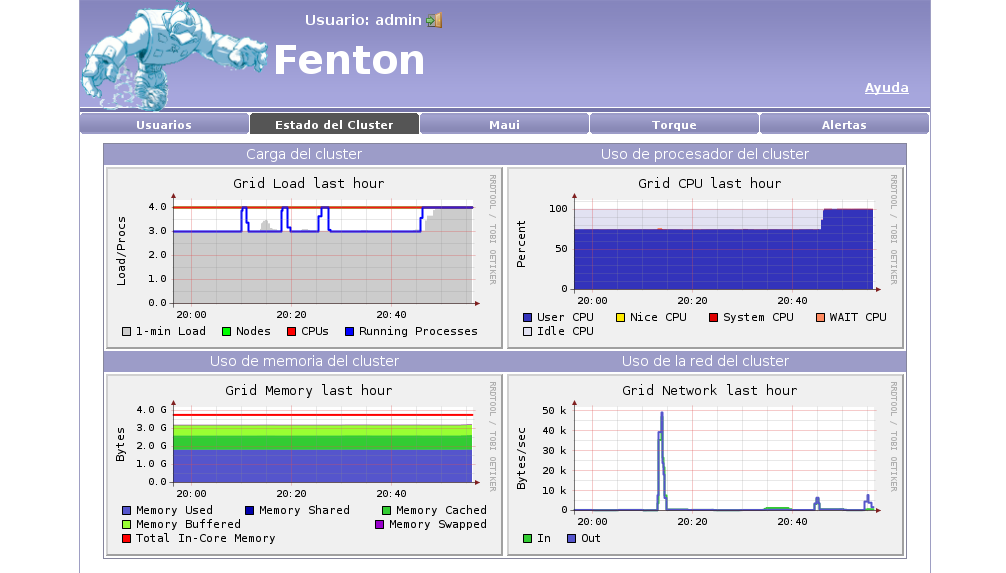 Usuario: admin
Fenton
Ayuda
Usuarios Estado del Cluster Maui Torque Alertas
Carga del cluster
Grid Load last hour
Load/Procs
4.0
3.0
2.0
1.0
0.0
20:00 20:20 20:40
1-min Load Nodes CPUs Running Processes
RRDTOOL / TOBI OETIKER
Uso de procesador del cluster
Grid CPU last hour
Percent
100
50
0
20:00 20:20 20:40
User CPU Nice CPU System CPU WAIT CPU
Idle CPU
RRDTOOL / TOBI OETIKER
Uso de memoria del cluster
Grid Memory last hour
Bytes
4.0 G
3.0 G
2.0 G
1.0 G
0.0
20:00 20:20 20:40
Memory Used Memory Shared Memory Cached
Memory Buffered Memory Swapped
Total In-Core Memory
RRDTOOL / TOBI OETIKER
Uso de la red del cluster
Grid Network last hour
Bytes/sec
50 k
40 k
30 k
20 k
10 k
0
20:00 20:20 20:40
In Out
RRDTOOL / TOBI OETIKER